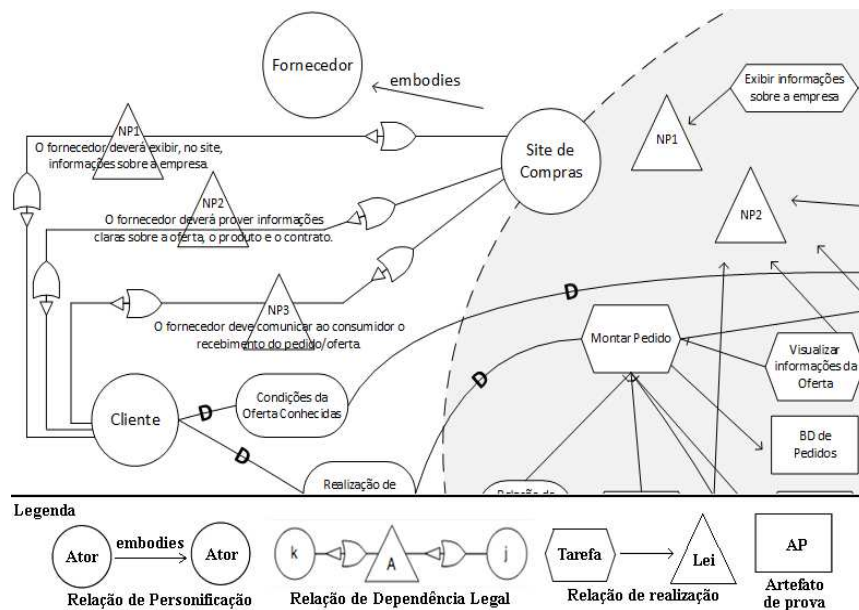 Fornecedor
embodies
Exibir informações
sobre a empresa
NP1
O fornecedor deverá exibir, no site,
informações sobre a empresa.
Site de
Compras
NP1
NP2
O fornecedor deverá prover informações
claras sobre a oferta, o produto e o contrato.
NP2
NP3
O fornecedor deve comunicar ao consumidor o
recebimento do pedido/oferta.
D
Montar Pedido
Visualizar
informações da
Oferta
D
Condições da
Oferta Conhecidas
D
Cliente
D
BD de
Pedidos
Realização de
Legenda
Ator
embodies
Ator
k
A
j
Tarefa
Lei
AP
Relação de Personificação
Relação de Dependência Legal
Relação de realização
Artefato
de prova